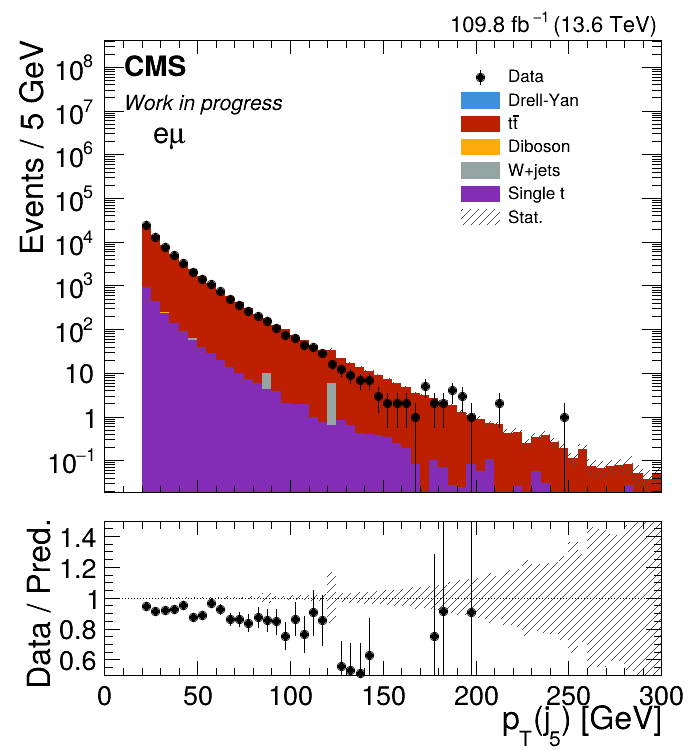 109.8 fb⁻¹ (13.6 TeV)
CMS
Work in progress
eμ
Data
Drell-Yan
tt̄
Diboson
W+jets
Single t
Stat.
Events / 5 GeV
10⁸
10⁷
10⁶
10⁵
10⁴
10³
10²
10
1
10⁻¹
Data / Pred.
1.4
1.2
1
0.8
0.6
0 50 100 150 200 250 300
p_T(j_5) [GeV]